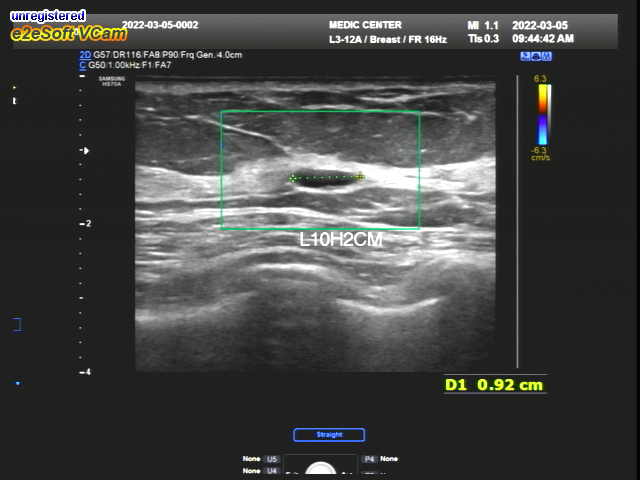 unregistered
e2eSoft VCam
2022-03-05-0002
MEDIC CENTER
MI 1.1
2022-03-05
L3-12A / Breast / FR 16Hz
TIs 0.3
09:44:42 AM
2D G57/DR116/FA8/P90/Frq Gen./4.0cm
C G50/1.00kHz/F1/FA7
SAMSUNG
HS70A
6.3
-6.3
cm/s
2
L10H2CM
4
D1 0.92 cm
Straight
None U5
P4 None
None U4